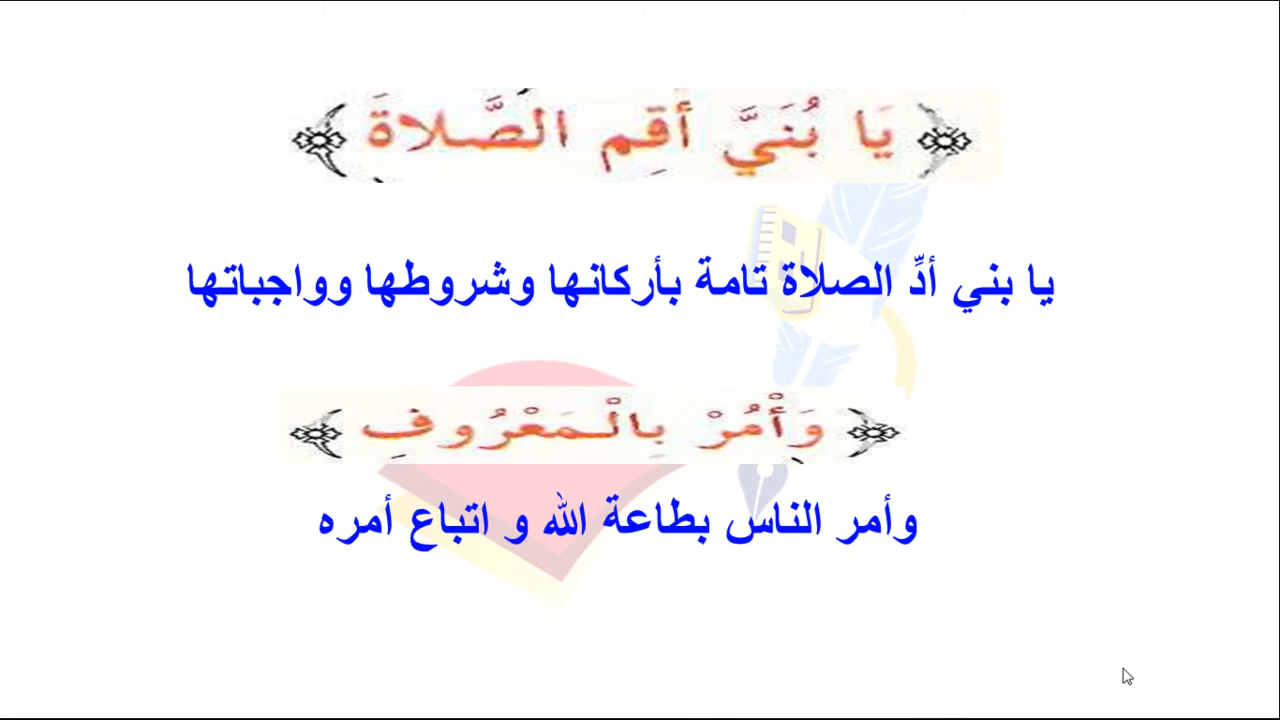 ﴿ يَا بُنَيَّ أَقِمِ الصَّلَاةَ ﴾
يا بني أدِّ الصلاة تامة بأركانها وشروطها وواجباتها
﴿ وَأْمُرْ بِالْمَعْرُوفِ ﴾
وأمر الناس بطاعة الله و اتباع أمره